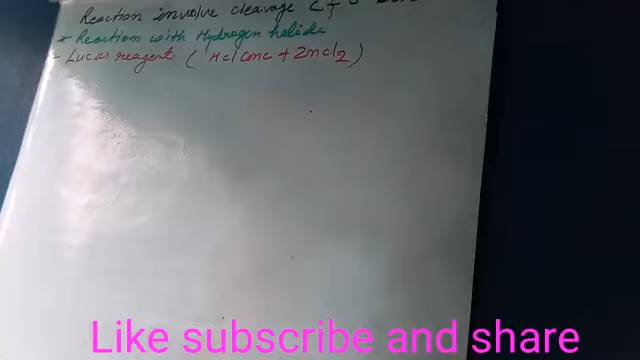 Reaction involve cleavage C
* Reaction with Hydrogen halide
- Lucas reagent ( Hcl conc + Zncl2 )
Like subscribe and share